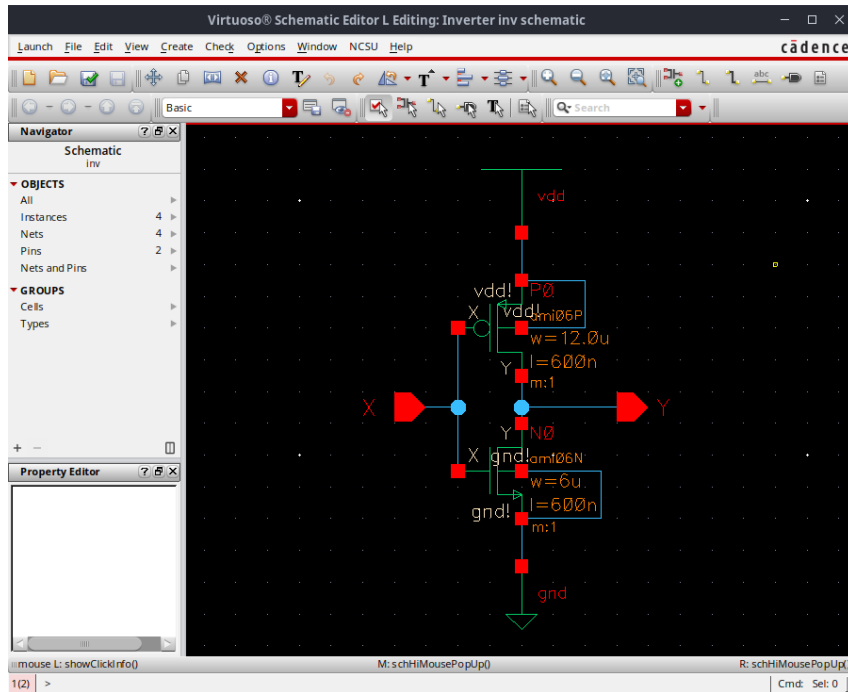 Virtuoso® Schematic Editor L Editing: Inverter inv schematic
Launch File Edit View Create Check Options Window NCSU Help
cādence
abc
Basic
Search
Navigator
Schematic
inv
OBJECTS
All
Instances 4
Nets 4
Pins 2
Nets and Pins
GROUPS
Cells
Types
Property Editor
vdd
vdd! P0
X vdd! ami06P
w=12.0u
l=600n
Y
m:1
X Y
Y N0
X gnd! ami06N
w=6u
l=600n
gnd!
m:1
gnd
mouse L: showClickInfo() M: schHiMousePopUp() R: schHiMousePopUp()
1(2) > Cmd: Sel: 0